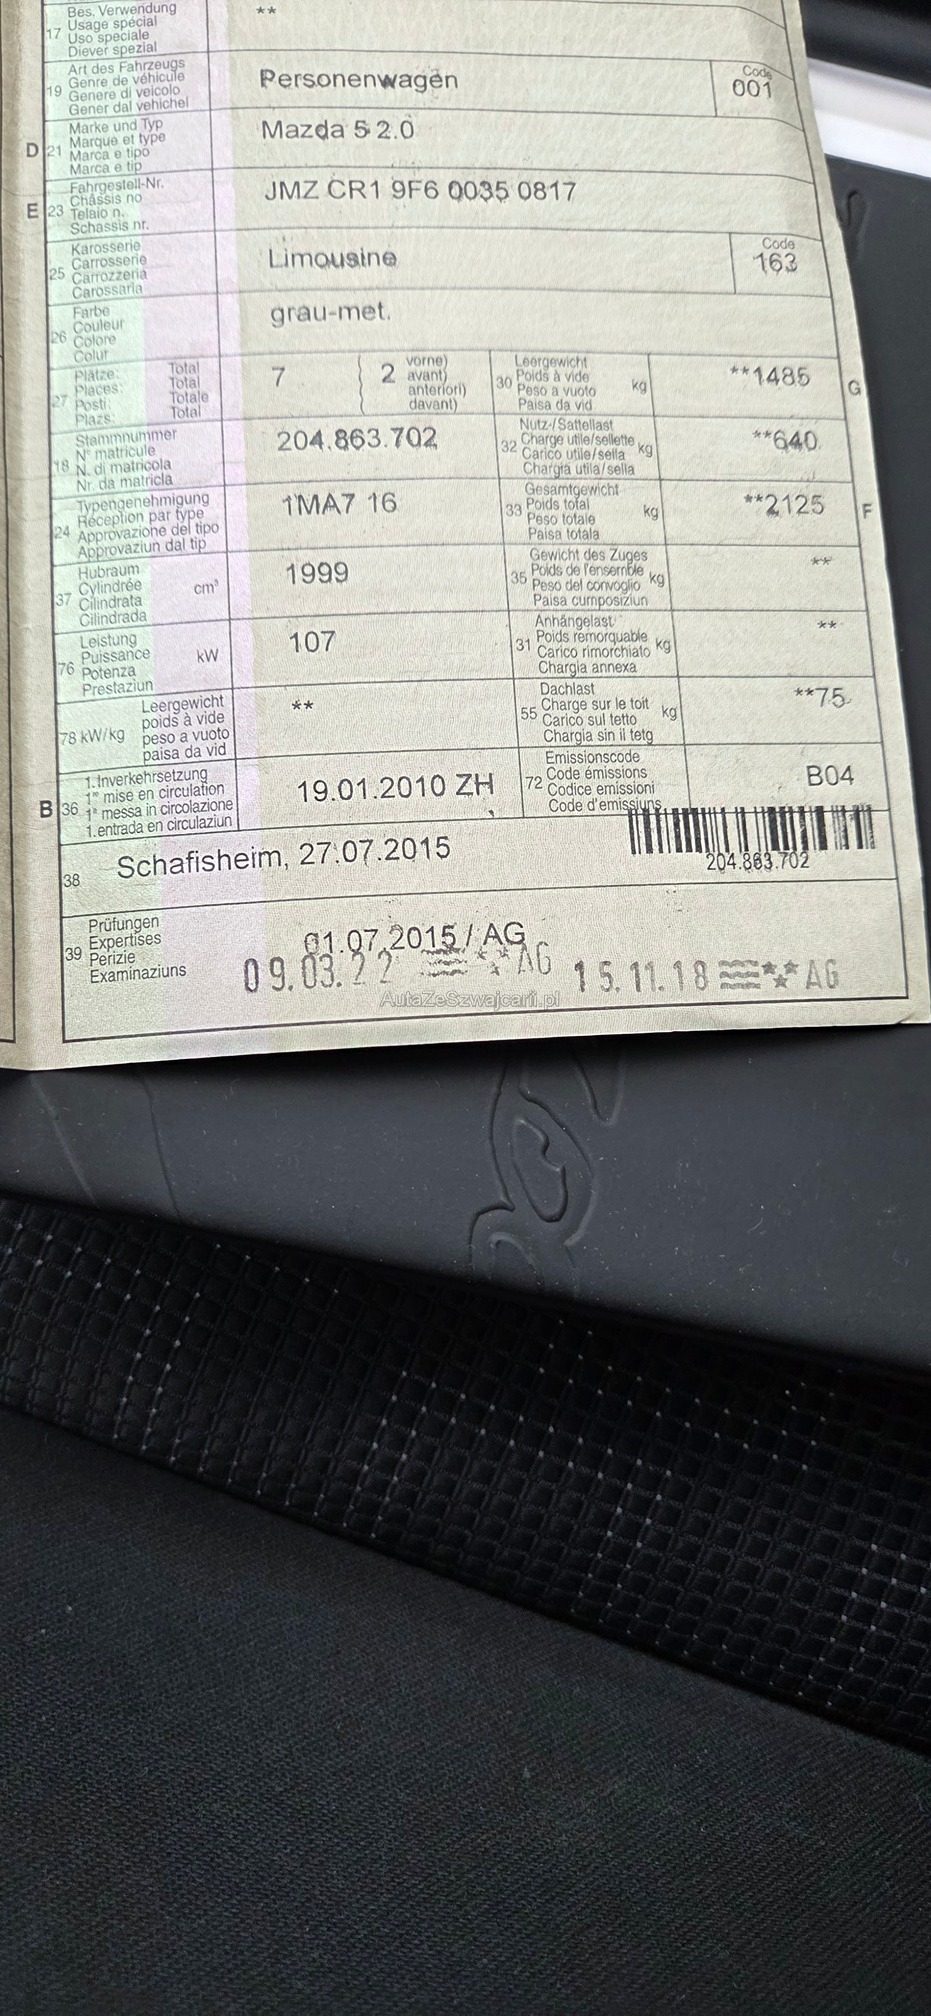 17 Bes. Verwendung
Usage spécial
Uso speciale
Diever spezial
**
19 Art des Fahrzeugs
Genre de véhicule
Genere di veicolo
Gener dal vehichel
Personenwagen
Code
001
D 21 Marke und Typ
Marque et type
Marca e tipo
Marca e tip
Mazda 5 2.0
E 23 Fahrgestell-Nr.
Châssis no
Telaio n.
Schassis nr.
JMZ CR1 9F6 0035 0817
25 Karosserie
Carrosserie
Carrozzeria
Carossaria
Limousine
Code
163
26 Farbe
Couleur
Colore
Colur
grau-met.
27 Plätze: Total
Places: Total
Posti: Totale
Plazs: Total
7
2 vorne)
avant)
anteriori)
davant)
30 Leergewicht
Poids à vide
Peso a vuoto
Paisa da vid
kg
**1485
G
18 Stammnummer
N° matricule
N. di matricola
Nr. da matricla
204.863.702
32 Nutz-/Sattellast
Charge utile/sellette
Carico utile/sella
Chargia utila/sella
kg
**640
24 Typengenehmigung
Réception par type
Approvazione del tipo
Approvaziun dal tip
1MA7 16
33 Gesamtgewicht
Poids total
Peso totale
Paisa totala
kg
**2125
F
37 Hubraum
Cylindrée
Cilindrata
Cilindrada
cm³
1999
35 Gewicht des Zuges
Poids de l'ensemble
Peso del convoglio
Paisa cumposiziun
kg
**
76 Leistung
Puissance
Potenza
Prestaziun
kW
107
31 Anhängelast
Poids remorquable
Carico rimorchiato
Chargia annexa
kg
**
78 kW/kg Leergewicht
poids à vide
peso a vuoto
paisa da vid
**
55 Dachlast
Charge sur le toit
Carico sul tetto
Chargia sin il tetg
kg
**75
B 36 1.Inverkehrsetzung
1re mise en circulation
1a messa in circolazione
1.entrada en circulaziun
19.01.2010 ZH
72 Emissionscode
Code émissions
Codice emissioni
Code d'emissiuns
B04
38 Schafisheim, 27.07.2015
204.863.702
39 Prüfungen
Expertises
Perizie
Examinaziuns
01.07.2015 / AG
09.03.22 AG
15.11.18 AG
AutaZeSzwajcarii.pl